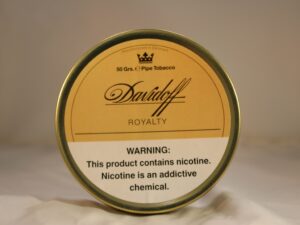 50 Grs. ℮ Pipe Tobacco
Davidoff
ROYALTY
WARNING:
This product contains nicotine.
Nicotine is an addictive
chemical.